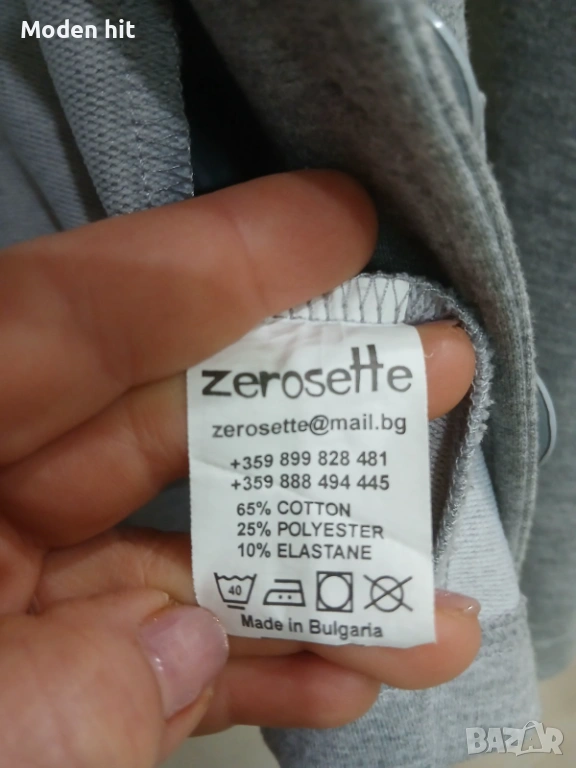 Moden hit
zerosette
zerosette@mail.bg
+359 899 828 481
+359 888 494 445
65% COTTON
25% POLYESTER
10% ELASTANE
40
Made in Bulgaria
BAZAR